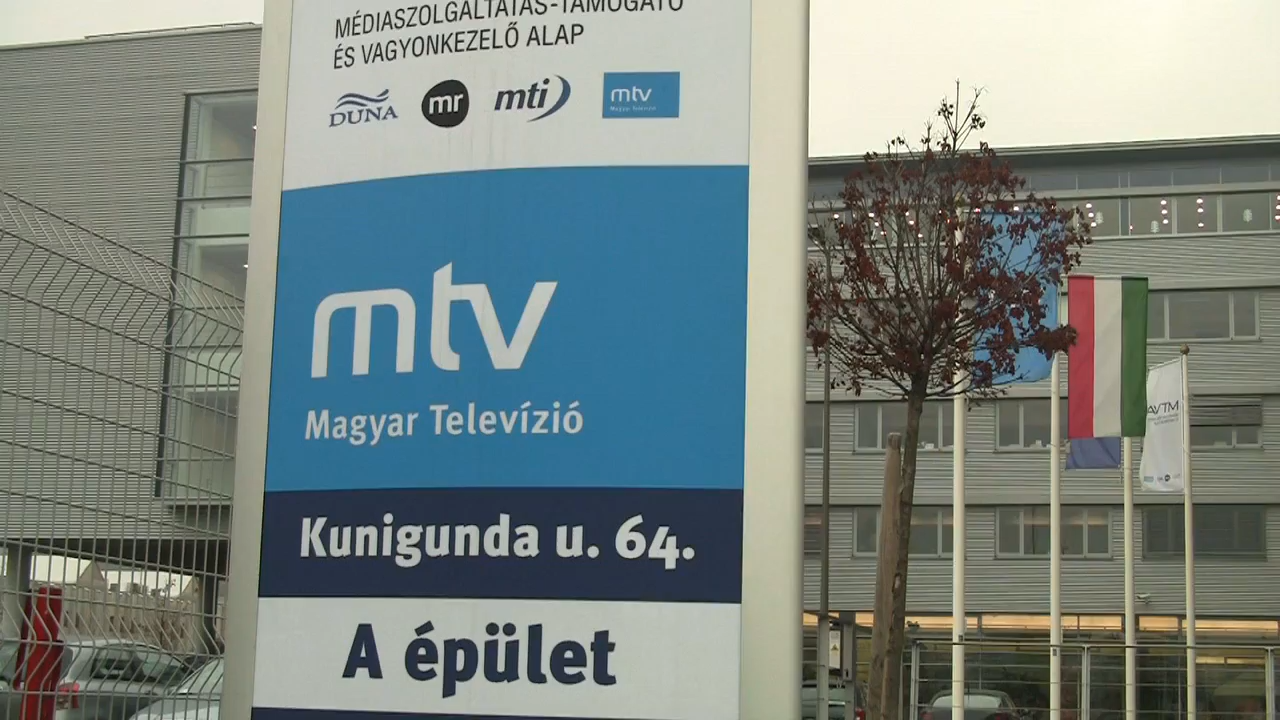 MÉDIASZOLGÁLTATÁS-TÁMOGATÓ
ÉS VAGYONKEZELŐ ALAP
DUNA mr mti mtv
Magyar Televízió
mtv
Magyar Televízió
Kunigunda u. 64.
A épület